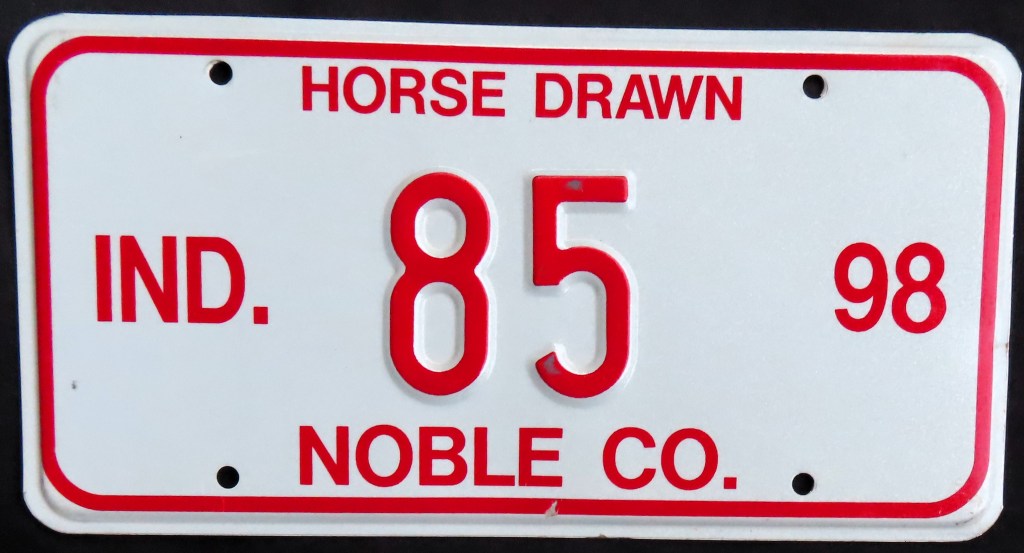 HORSE DRAWN
IND. 85 98
NOBLE CO.